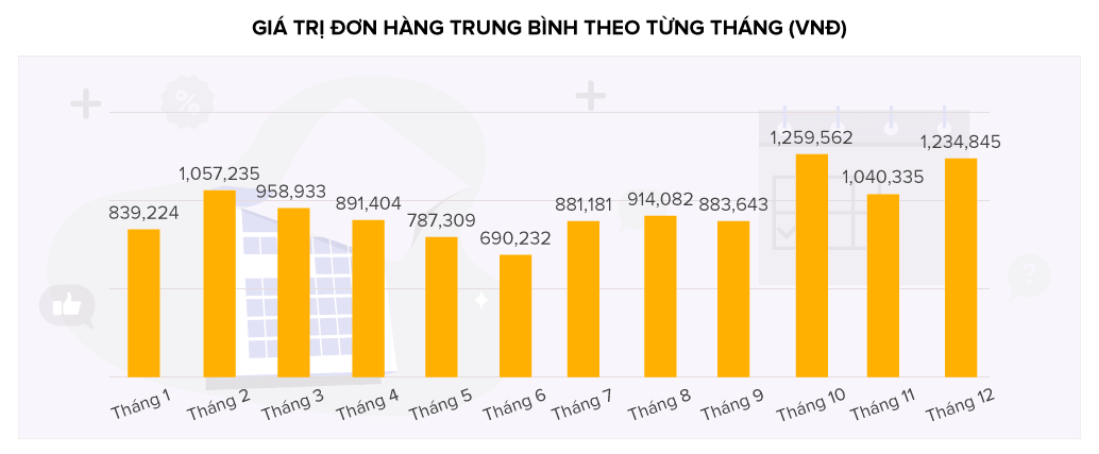 GIÁ TRỊ ĐƠN HÀNG TRUNG BÌNH THEO TỪNG THÁNG (VNĐ)
839,224
1,057,235
958,933
891,404
787,309
690,232
881,181
914,082
883,643
1,259,562
1,040,335
1,234,845
%
?
Tháng 1
Tháng 2
Tháng 3
Tháng 4
Tháng 5
Tháng 6
Tháng 7
Tháng 8
Tháng 9
Tháng 10
Tháng 11
Tháng 12